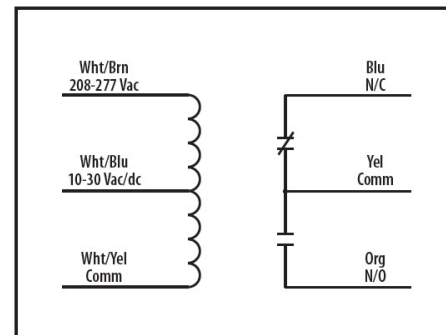 Wht/Brn
208-277 Vac
Wht/Blu
10-30 Vac/dc
Wht/Yel
Comm
Blu
N/C
Yel
Comm
Org
N/O